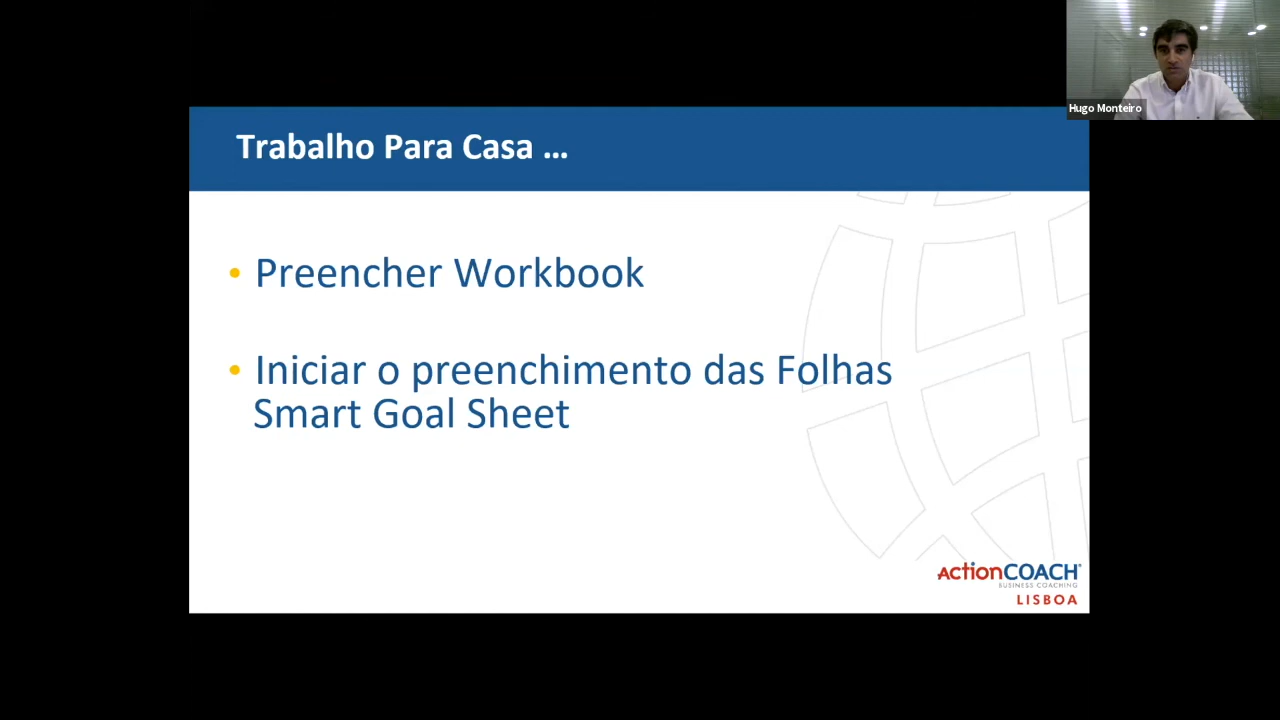 Hugo Monteiro
Trabalho Para Casa ...
• Preencher Workbook
• Iniciar o preenchimento das Folhas
Smart Goal Sheet
ActionCOACH®
BUSINESS COACHING
LISBOA